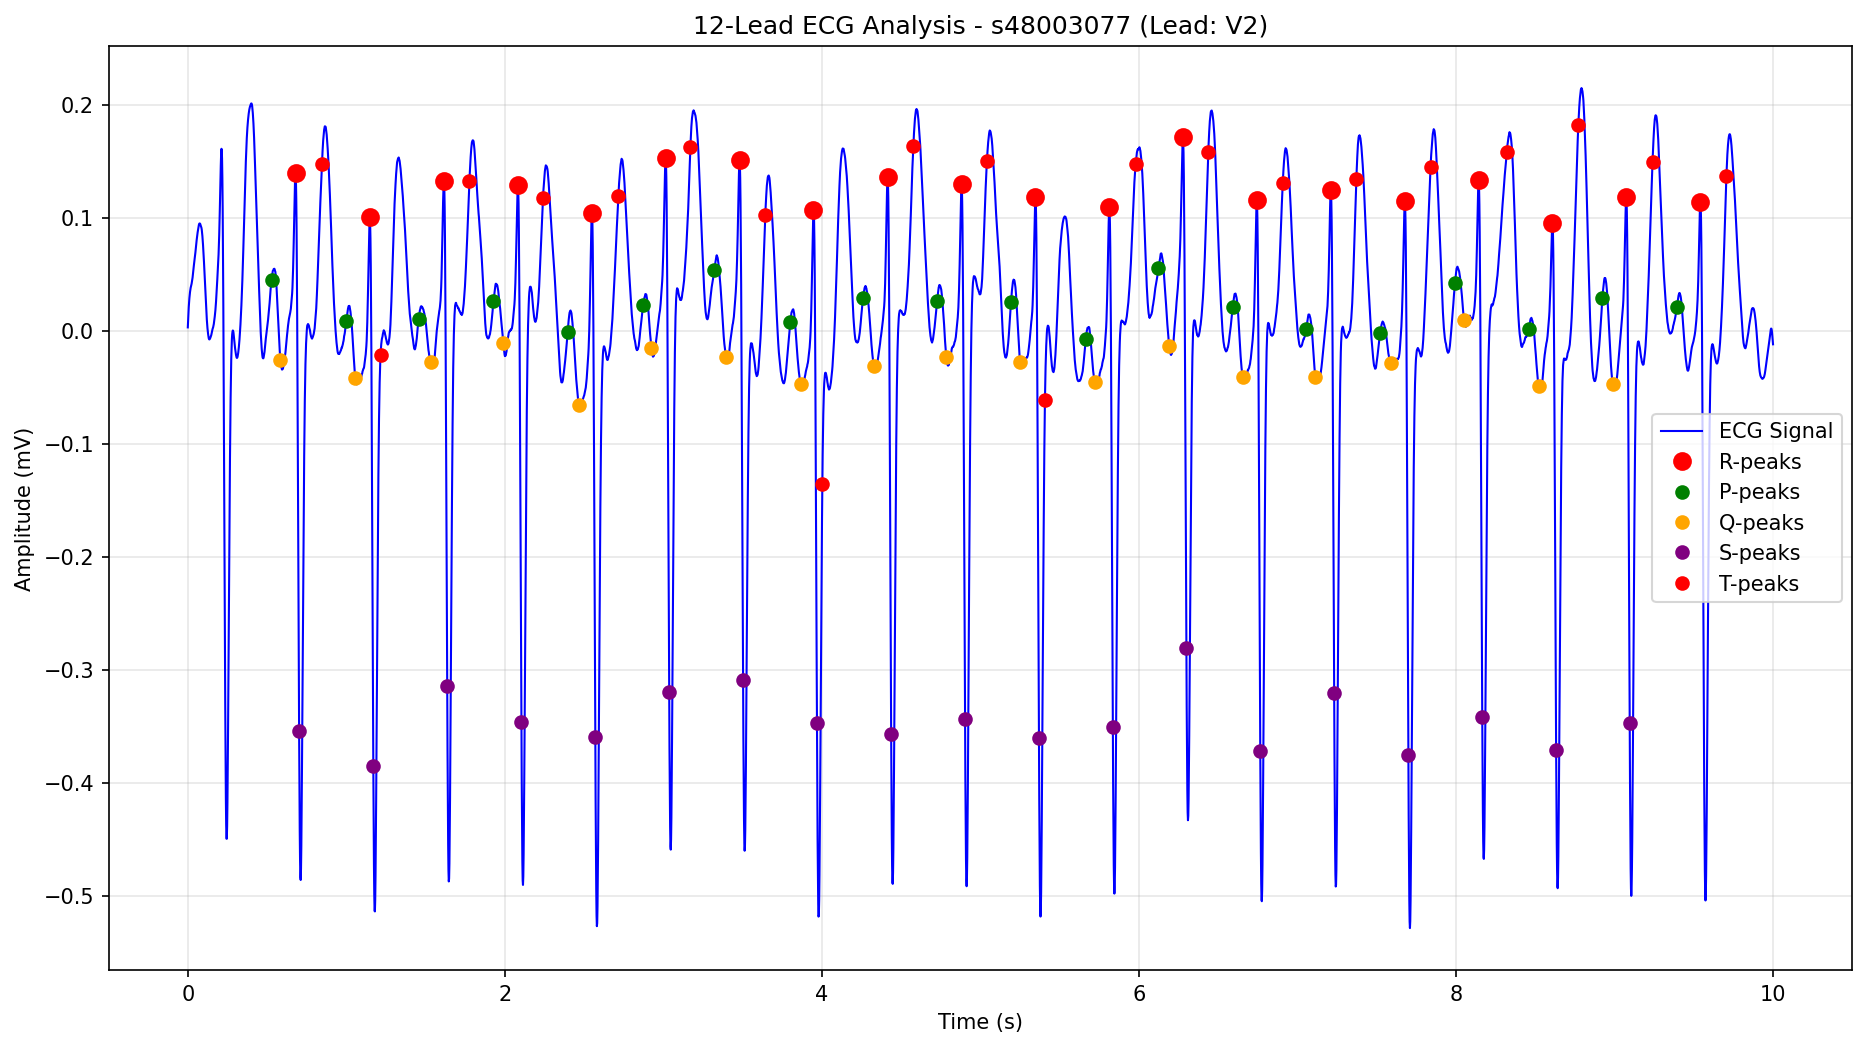 12-Lead ECG Analysis - s48003077 (Lead: V2)
Amplitude (mV)
0.2
0.1
0.0
−0.1
−0.2
−0.3
−0.4
−0.5
ECG Signal
R-peaks
P-peaks
Q-peaks
S-peaks
T-peaks
0 2 4 6 8 10
Time (s)